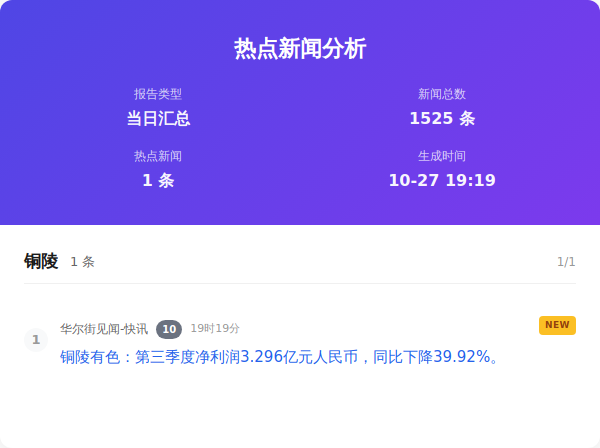 热点新闻分析
报告类型
新闻总数
当日汇总
1525 条
热点新闻
生成时间
1 条
10-27 19:19
铜陵 1 条 1/1
华尔街见闻-快讯 10 19时19分 NEW
1
铜陵有色：第三季度净利润3.296亿元人民币，同比下降39.92%。